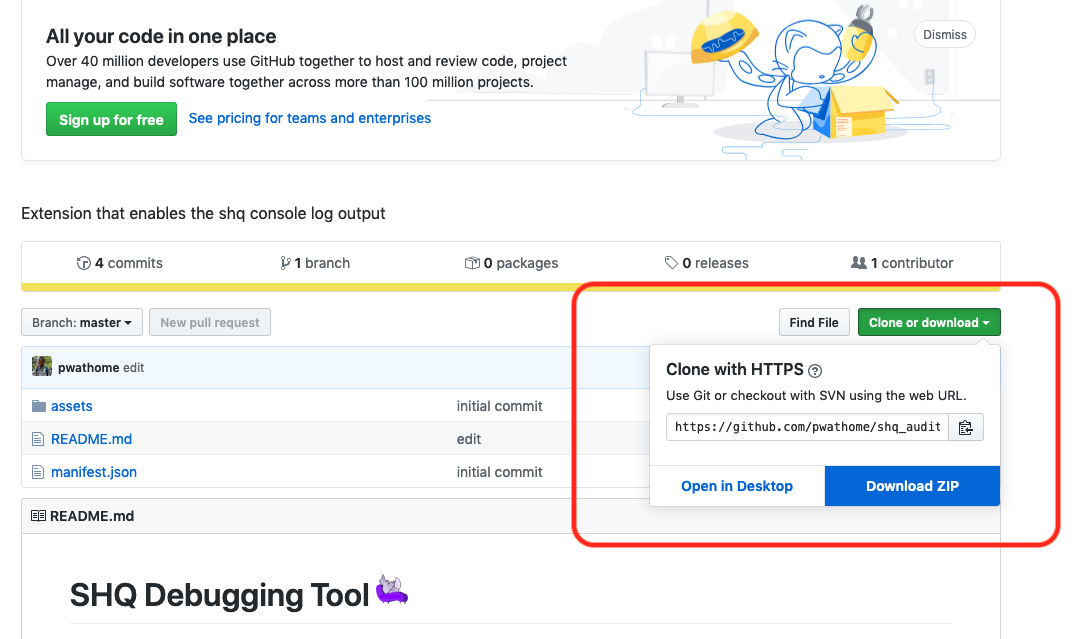 All your code in one place
Over 40 million developers use GitHub together to host and review code, project
manage, and build software together across more than 100 million projects.
Dismiss
Sign up for free
See pricing for teams and enterprises
Extension that enables the shq console log output
4 commits
1 branch
0 packages
0 releases
1 contributor
Branch: master
New pull request
Find File
Clone or download
pwathome edit
assets
initial commit
README.md
edit
manifest.json
initial commit
Clone with HTTPS
Use Git or checkout with SVN using the web URL.
https://github.com/pwathome/shq_audit
Open in Desktop
Download ZIP
README.md
SHQ Debugging Tool